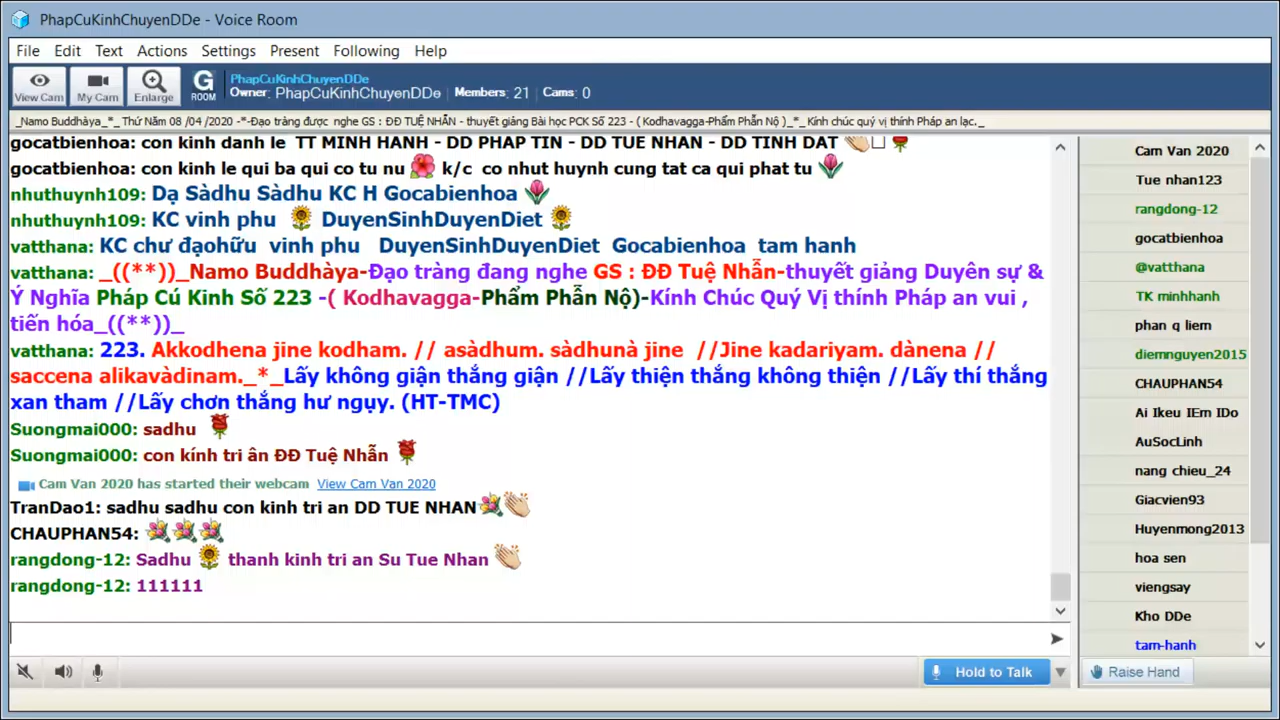 PhapCuKinhChuyenDDe - Voice Room
File Edit Text Actions Settings Present Following Help
View Cam My Cam Enlarge G ROOM
PhapCuKinhChuyenDDe
Owner: PhapCuKinhChuyenDDe Members: 21 Cams: 0
_Namo Buddhàya_*_ Thứ Năm 08 /04 /2020 -*-Đạo tràng được nghe GS : ĐĐ TUỆ NHẪN - thuyết giảng Bài học PCK Số 223 - ( Kodhavagga-Phẩm Phẫn Nộ )_*_ Kính chúc quý vị thính Pháp an lạc._
gocatbienhoa: con kinh danh le TT MINH HANH - DD PHAP TIN - DD TUE NHAN - DD TINH DAT
gocatbienhoa: con kinh le qui ba qui co tu nu k/c co nhut huynh cung tat ca qui phat tu
nhuthuynh109: Dạ Sàdhu Sàdhu KC H Gocabienhoa
nhuthuynh109: KC vinh phu DuyenSinhDuyenDiet
vatthana: KC chư đạohữu vinh phu DuyenSinhDuyenDiet Gocabienhoa tam hanh
vatthana: _((**))_Namo Buddhàya-Đạo tràng đang nghe GS : ĐĐ Tuệ Nhẫn-thuyết giảng Duyên sự &
Ý Nghĩa Pháp Cú Kinh Số 223 -( Kodhavagga-Phẩm Phẫn Nộ)-Kính Chúc Quý Vị thính Pháp an vui ,
tiến hóa_((**))_
vatthana: 223. Akkodhena jine kodham. // asàdhum. sàdhunà jine //Jine kadariyam. dànena //
saccena alikavàdinam._*_Lấy không giận thắng giận //Lấy thiện thắng không thiện //Lấy thí thắng
xan tham //Lấy chơn thắng hư ngụy. (HT-TMC)
Suongmai000: sadhu
Suongmai000: con kính tri ân ĐĐ Tuệ Nhẫn
Cam Van 2020 has started their webcam View Cam Van 2020
TranDao1: sadhu sadhu con kinh tri an DD TUE NHAN
CHAUPHAN54:
rangdong-12: Sadhu thanh kinh tri an Su Tue Nhan
rangdong-12: 111111
Hold to Talk
Cam Van 2020
Tue nhan123
rangdong-12
gocatbienhoa
@vatthana
TK minhhanh
phan q liem
diemnguyen2015
CHAUPHAN54
Ai Ikeu IEm IDo
AuSocLinh
nang chieu_24
Giacvien93
Huyenmong2013
hoa sen
viengsay
Kho DDe
tam-hanh
Raise Hand